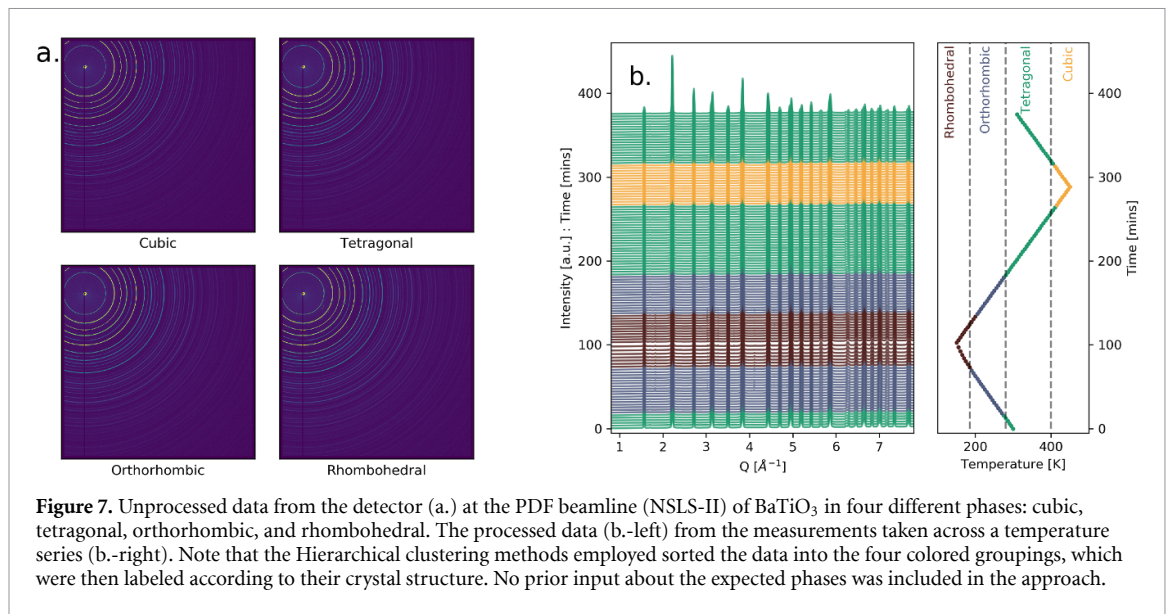 a.
Cubic
Tetragonal
Orthorhombic
Rhombohedral
b.
Intensity [a.u.] : Time [mins]
400
300
200
100
0
1 2 3 4 5 6 7
Q [Å⁻¹]
Rhombohedral
Orthorhombic
Tetragonal
Cubic
400
300
200
100
0
Time [mins]
200 400
Temperature [K]
Figure 7. Unprocessed data from the detector (a.) at the PDF beamline (NSLS-II) of BaTiO₃ in four different phases: cubic,
tetragonal, orthorhombic, and rhombohedral. The processed data (b.-left) from the measurements taken across a temperature
series (b.-right). Note that the Hierarchical clustering methods employed sorted the data into the four colored groupings, which
were then labeled according to their crystal structure. No prior input about the expected phases was included in the approach.